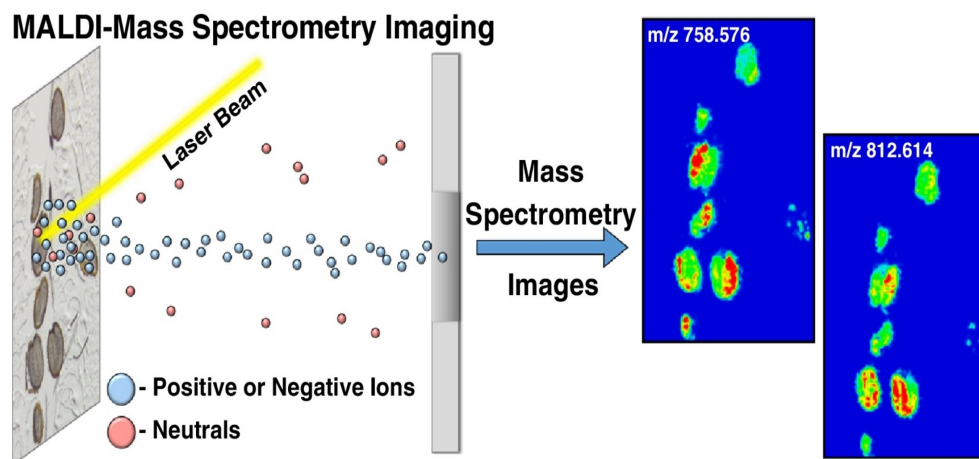 MALDI-Mass Spectrometry Imaging
Laser Beam
- Positive or Negative Ions
- Neutrals
Mass
Spectrometry
Images
m/z 758.576
m/z 812.614